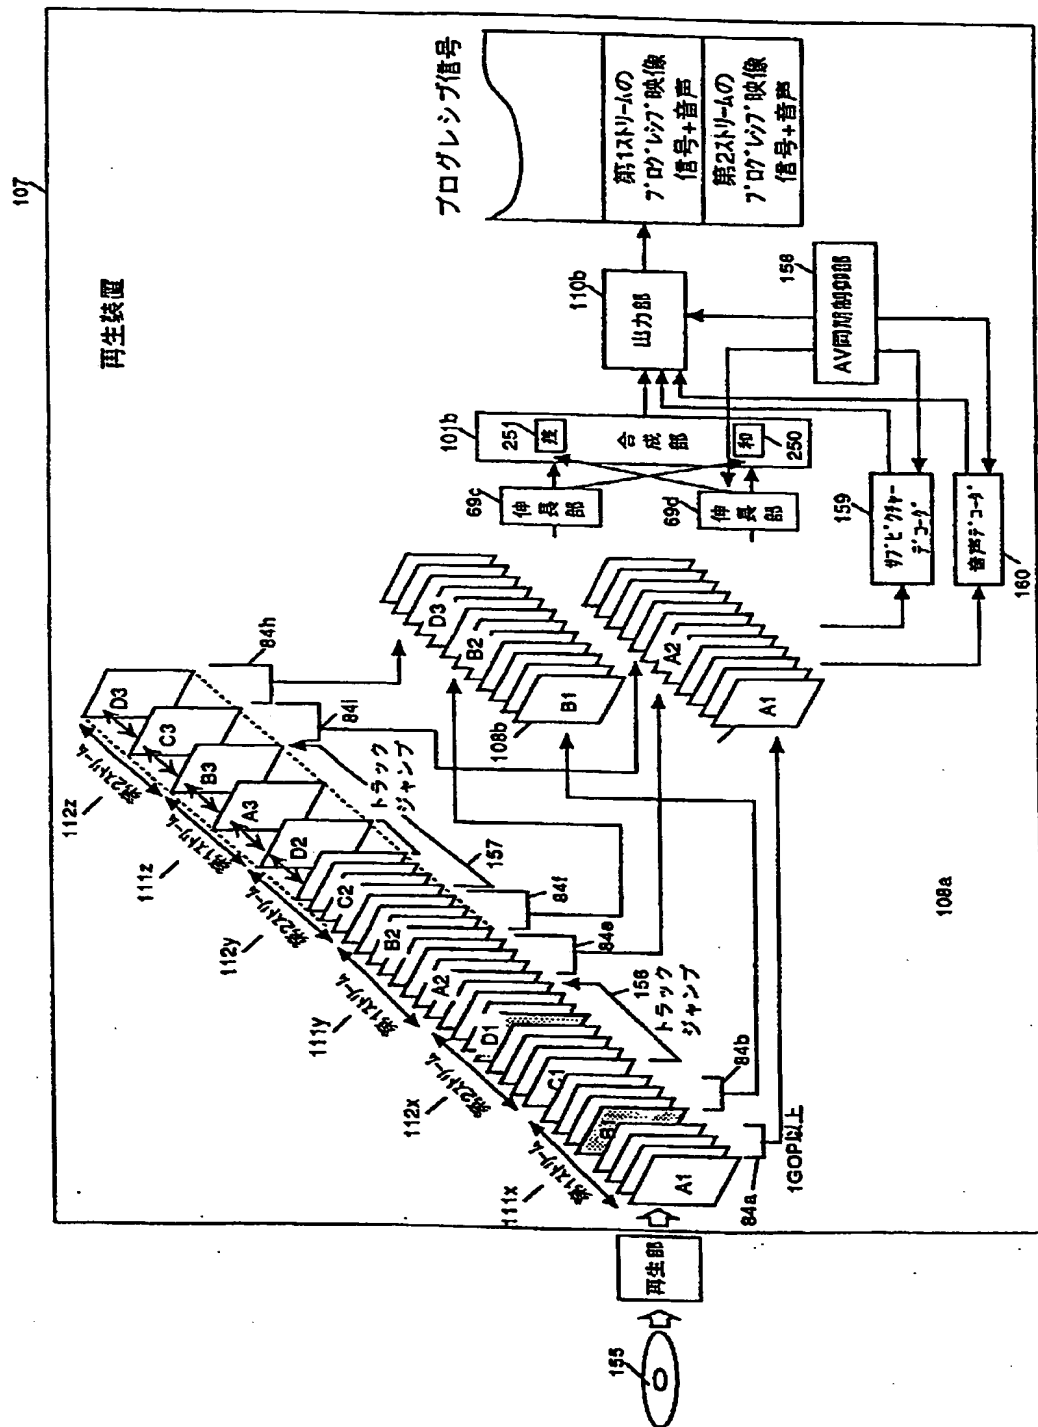 107
再生装置
プログレシブ信号
第1ストリームの
プログレシブ映像
信号+音声
第2ストリームの
プログレシブ映像
信号+音声
110b
出力部
158
AV同期制御部
101b
251
差
合成部
和
250
69c
伸長部
69d
伸長部
159
サブピクチャー
デコーダ
音声デコーダ
160
D3
B2
108b
B1
A2
A1
108a
84h
84i
D3
C3
B3
A3
D2
C2
B2
A2
D1
C1
B1
A1
112z
第2ストリーム
111z
第1ストリーム
112y
第2ストリーム
111y
第1ストリーム
112x
第2ストリーム
111x
第1ストリーム
トラック
ジャンプ
157
84f
84e
156
トラック
ジャンプ
84b
84a
1GOP以上
再生部
155